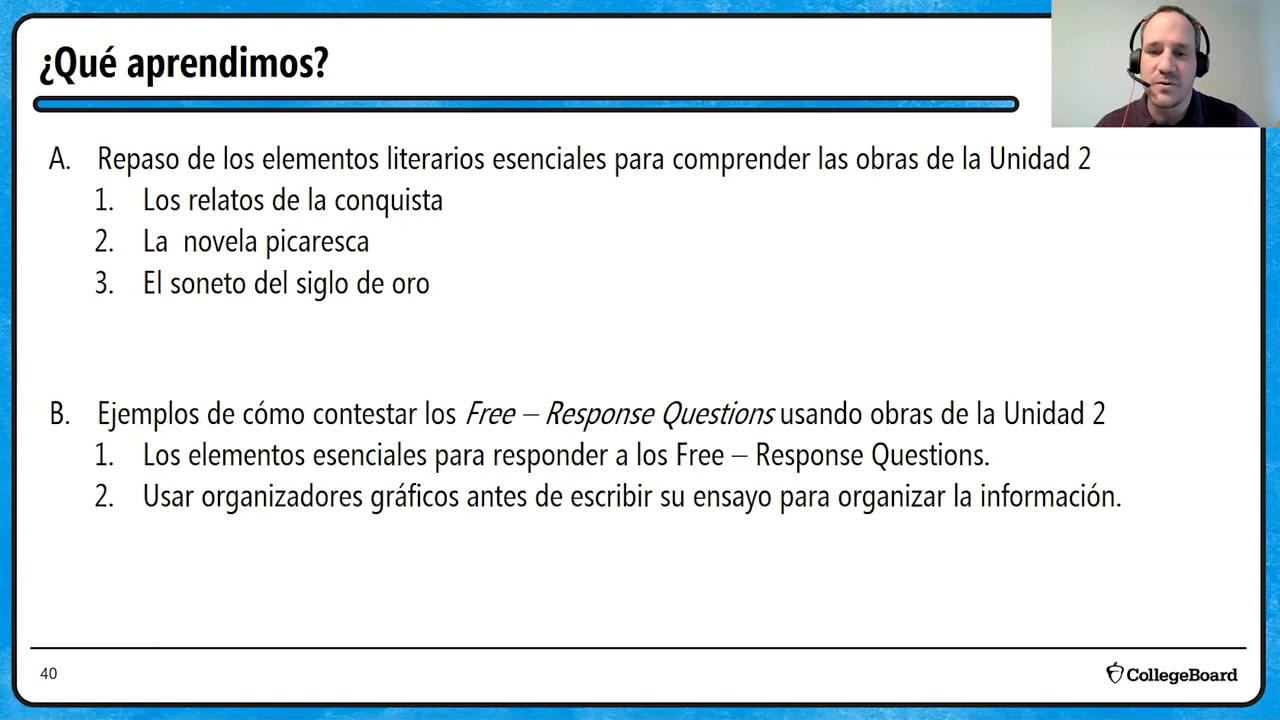 ¿Qué aprendimos?
A. Repaso de los elementos literarios esenciales para comprender las obras de la Unidad 2
1. Los relatos de la conquista
2. La novela picaresca
3. El soneto del siglo de oro
B. Ejemplos de cómo contestar los Free – Response Questions usando obras de la Unidad 2
1. Los elementos esenciales para responder a los Free – Response Questions.
2. Usar organizadores gráficos antes de escribir su ensayo para organizar la información.
40
CollegeBoard